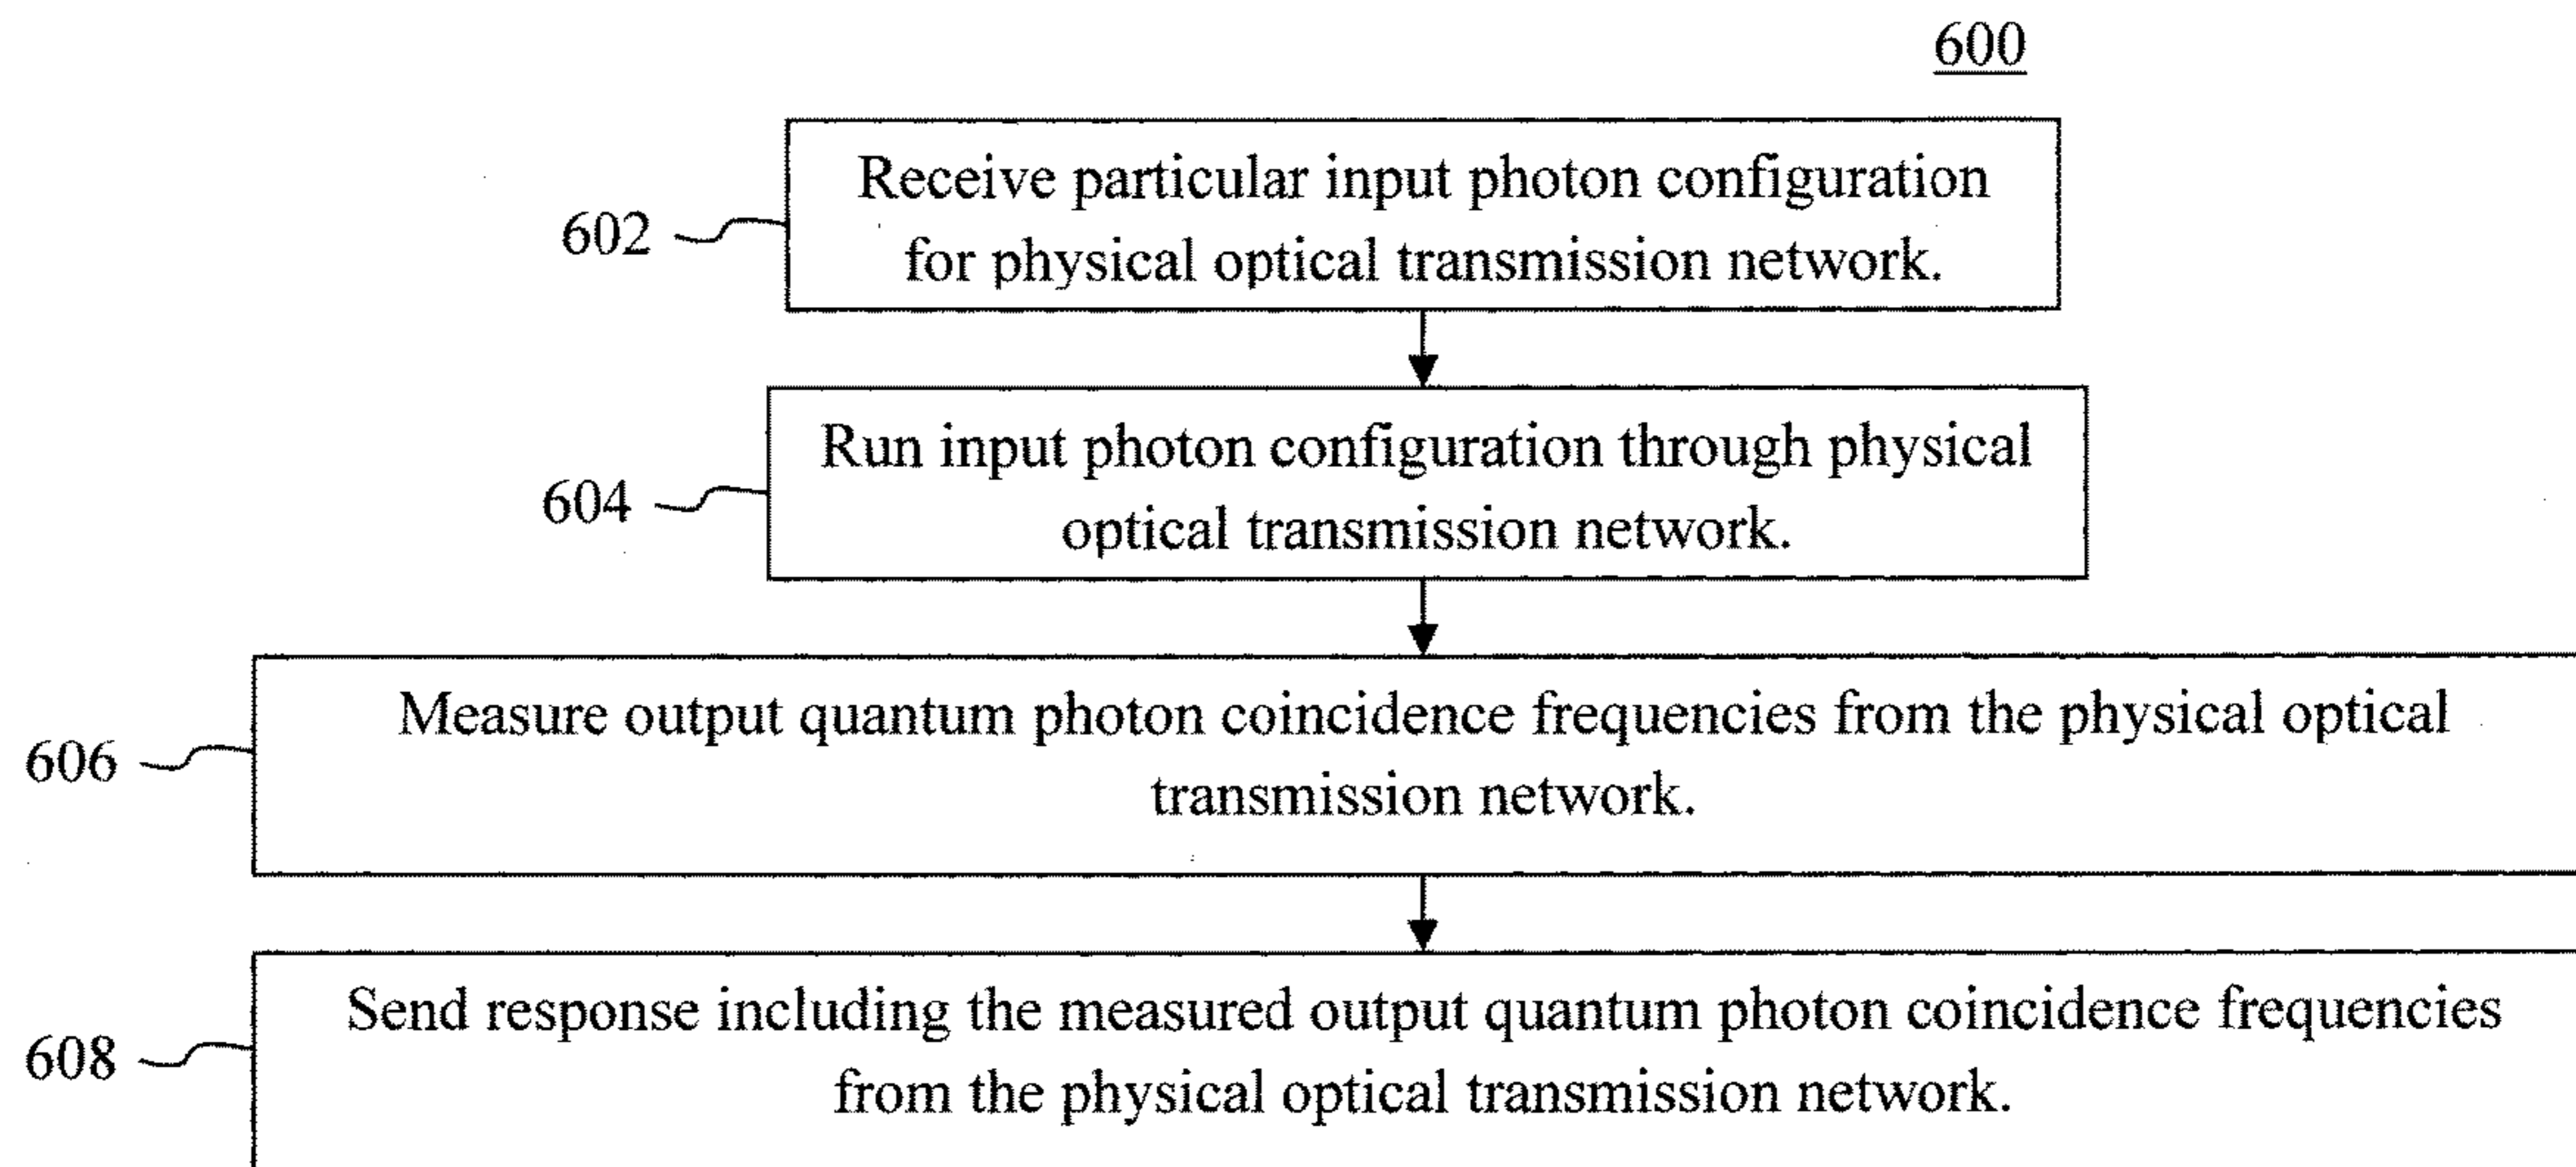 600
602
Receive particular input photon configuration
for physical optical transmission network.
604
Run input photon configuration through physical
optical transmission network.
606
Measure output quantum photon coincidence frequencies from the physical optical
transmission network.
608
Send response including the measured output quantum photon coincidence frequencies
from the physical optical transmission network.